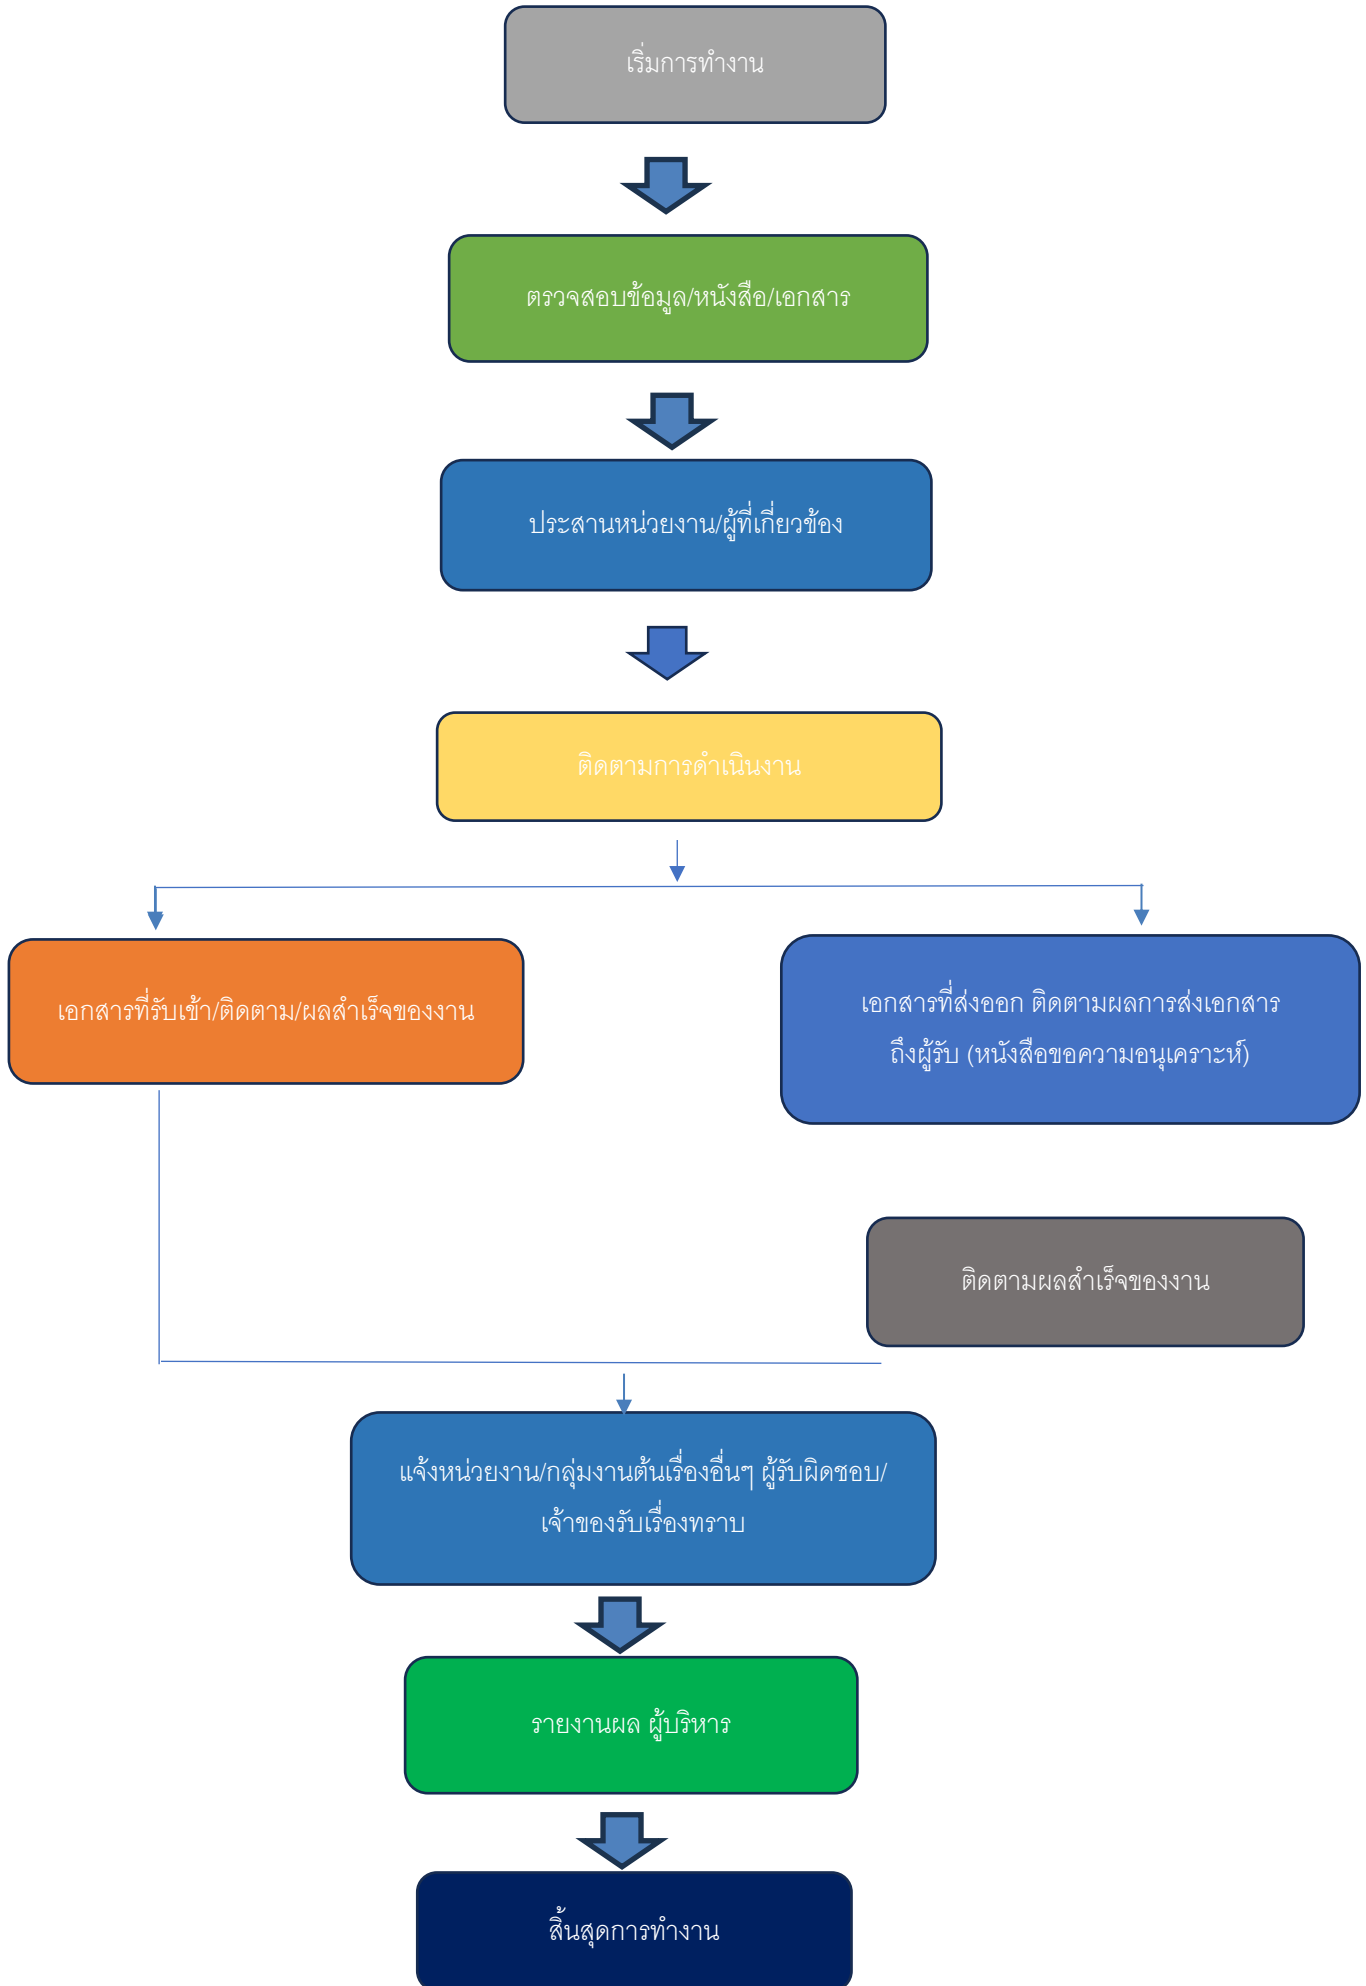 เริ่มการทำงาน
ตรวจสอบข้อมูล/หนังสือ/เอกสาร
ประสานหน่วยงาน/ผู้ที่เกี่ยวข้อง
ติดตามการดำเนินงาน
เอกสารที่รับเข้า/ติดตาม/ผลสำเร็จของงาน
เอกสารที่ส่งออก ติดตามผลการส่งเอกสาร
ถึงผู้รับ (หนังสือขอความอนุเคราะห์)
ติดตามผลสำเร็จของงาน
แจ้งหน่วยงาน/กลุ่มงานต้นเรื่องอื่นๆ ผู้รับผิดชอบ/
เจ้าของรับเรื่องทราบ
รายงานผล ผู้บริหาร
สิ้นสุดการทำงาน